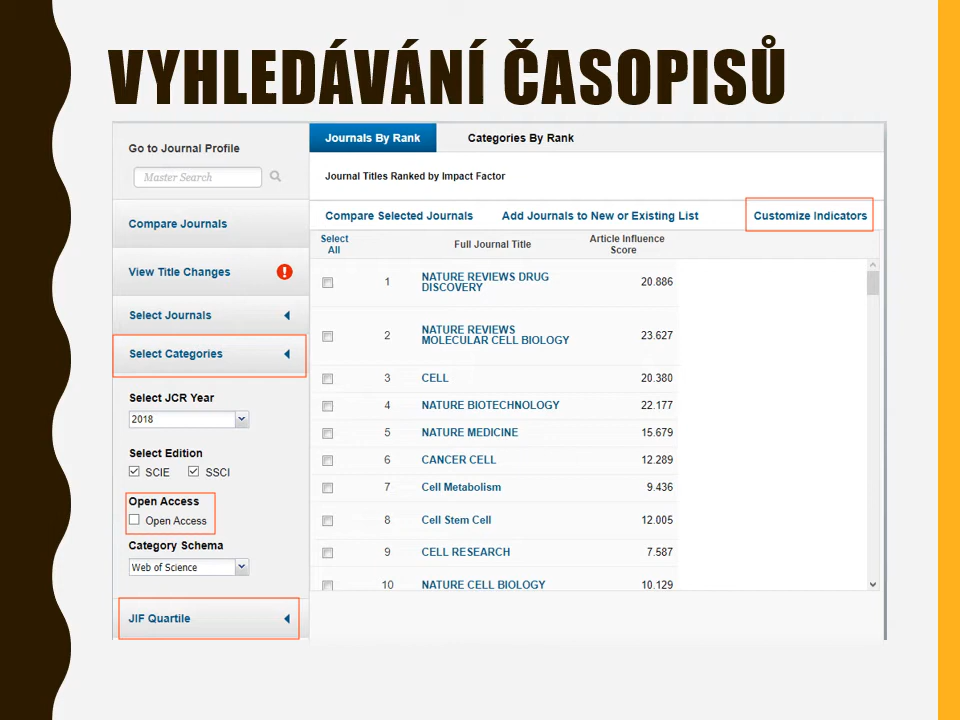 VYHLEDÁVÁNÍ ČASOPISŮ
Go to Journal Profile
Master Search
Compare Journals
View Title Changes
Select Journals
Select Categories
Select JCR Year
2018
Select Edition
SCIE SSCI
Open Access
Open Access
Category Schema
Web of Science
JIF Quartile
Journals By Rank Categories By Rank
Journal Titles Ranked by Impact Factor
Compare Selected Journals Add Journals to New or Existing List Customize Indicators
Select All Full Journal Title Article Influence Score
1 NATURE REVIEWS DRUG DISCOVERY 20.886
2 NATURE REVIEWS MOLECULAR CELL BIOLOGY 23.627
3 CELL 20.380
4 NATURE BIOTECHNOLOGY 22.177
5 NATURE MEDICINE 15.679
6 CANCER CELL 12.289
7 Cell Metabolism 9.436
8 Cell Stem Cell 12.005
9 CELL RESEARCH 7.587
10 NATURE CELL BIOLOGY 10.129